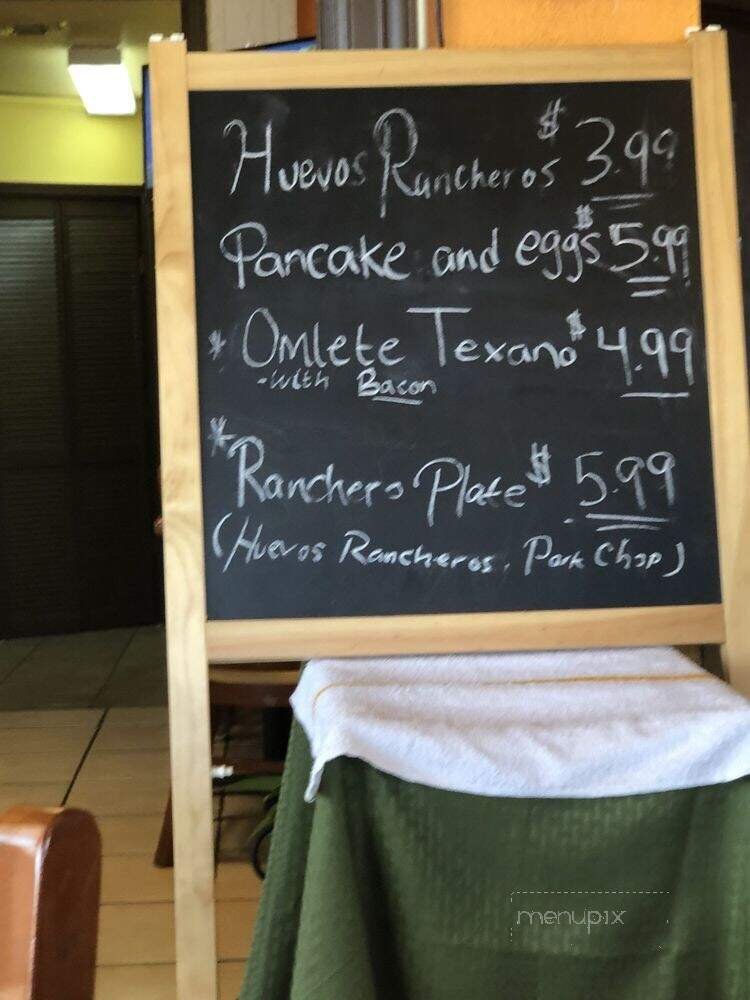 Huevos Rancheros $3.99
Pancake and eggs $5.99
* Omlete Texano $4.99
-with Bacon
* Ranchero Plate $5.99
(Huevos Rancheros, Pork Chop)
menupix